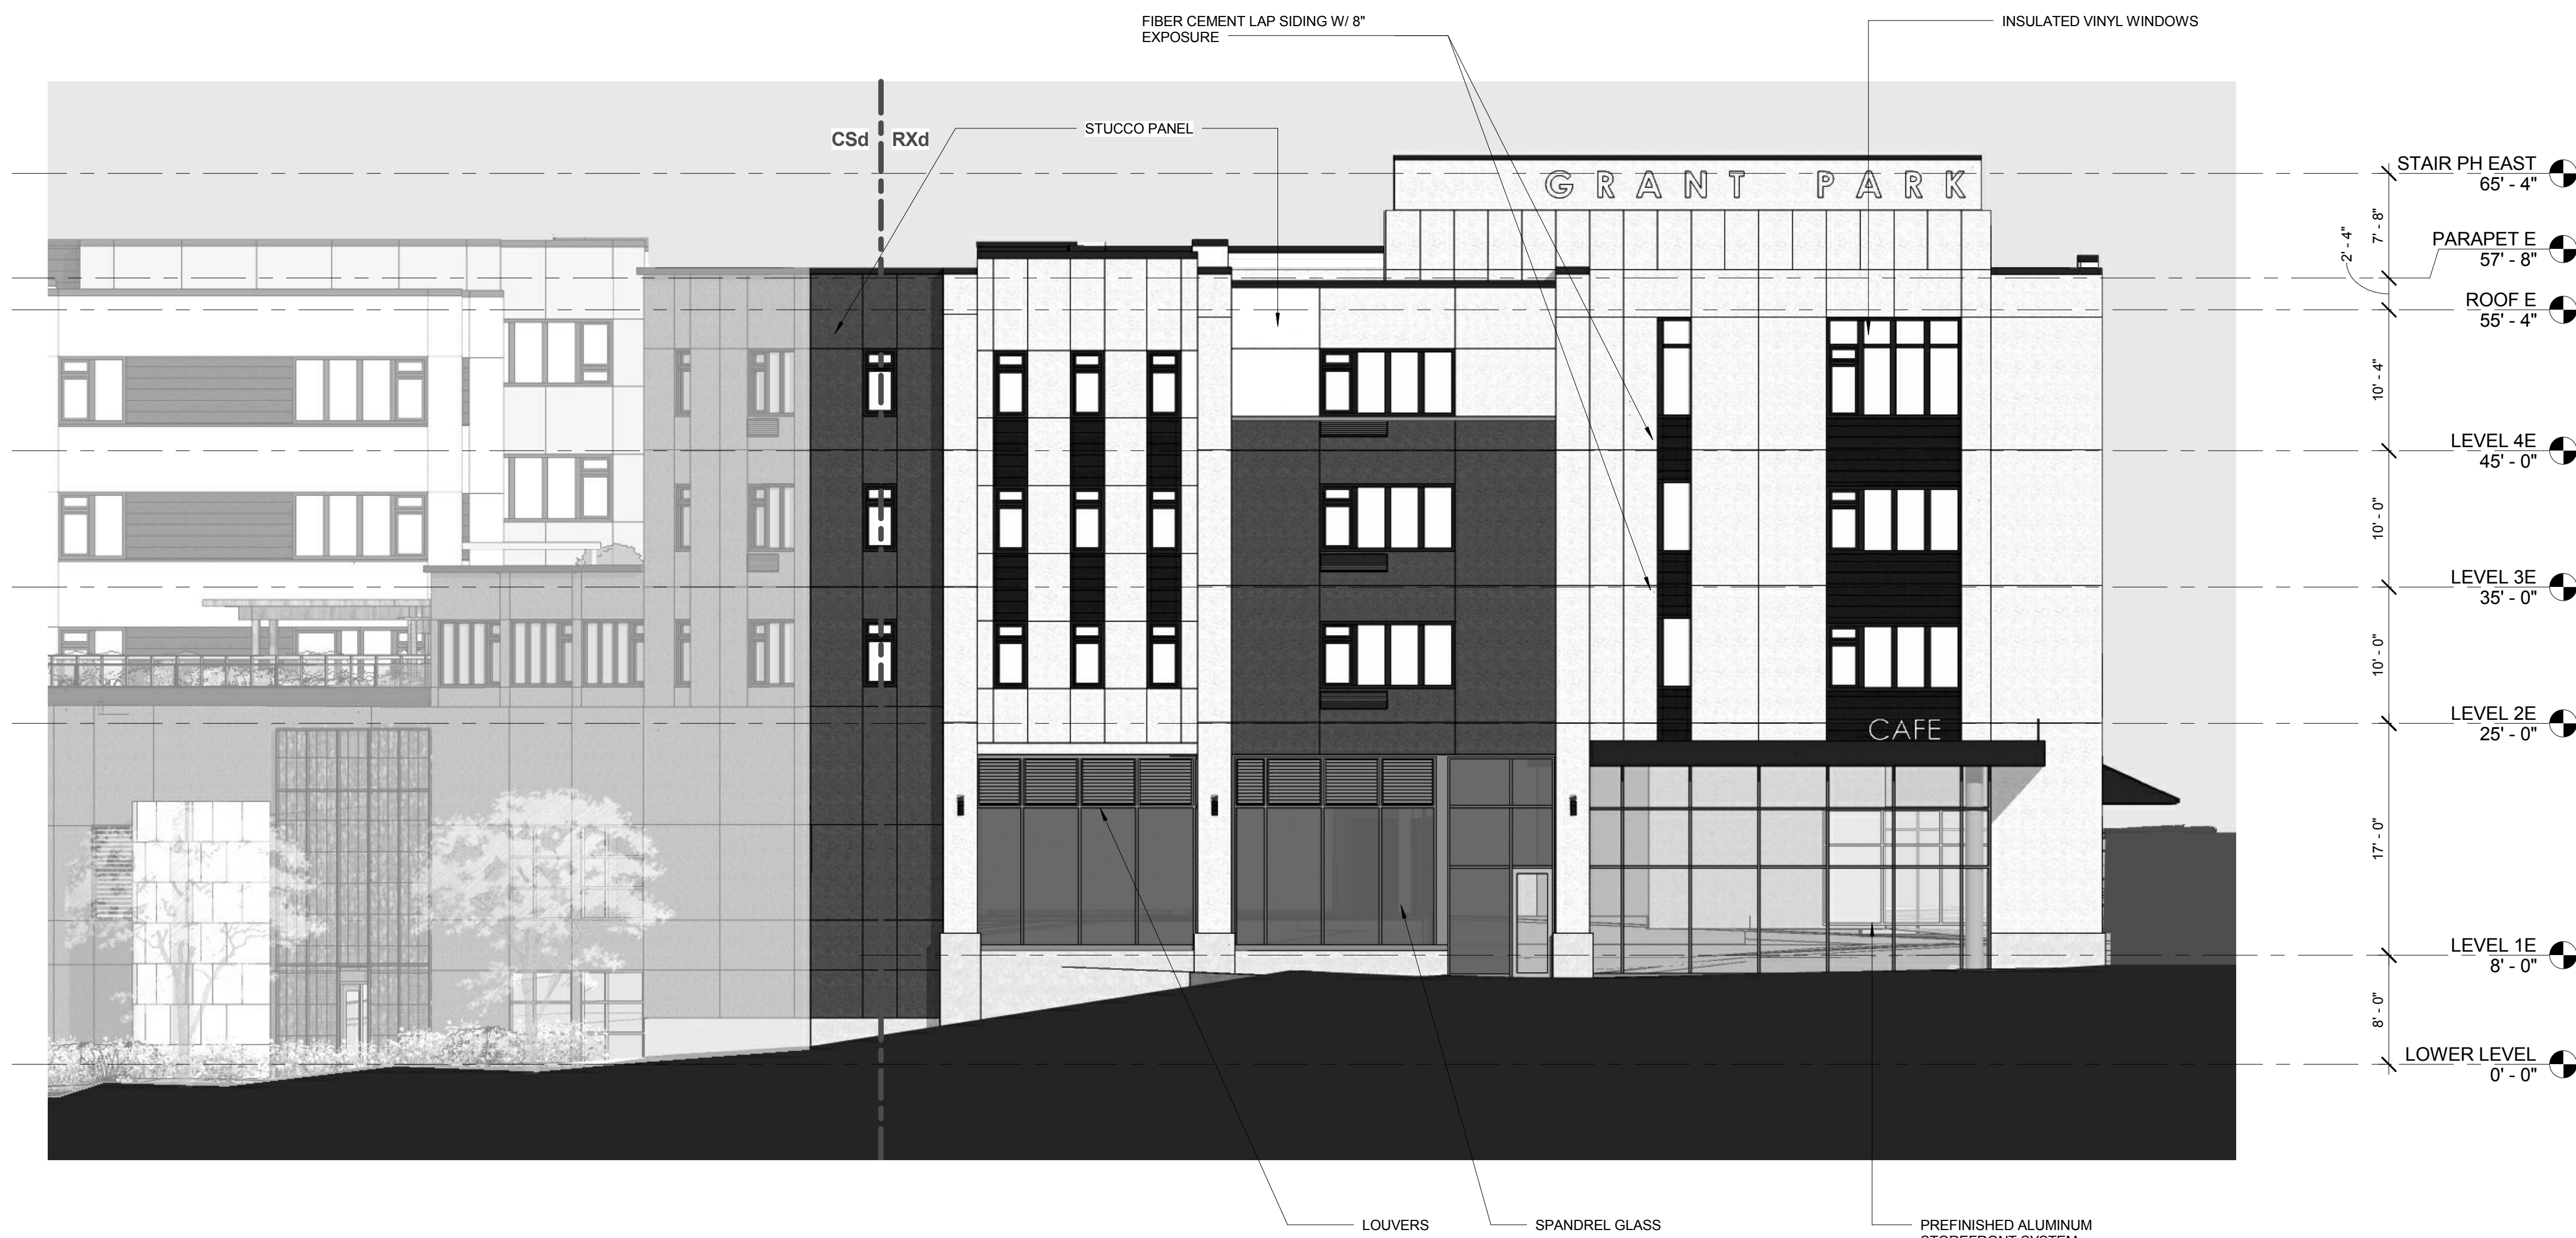 FIBER CEMENT LAP SIDING W/ 8"
EXPOSURE
INSULATED VINYL WINDOWS
CSd
RXd
STUCCO PANEL
GRANT PARK
STAIR PH EAST
65' - 4"
7' - 8"
2' - 4"
PARAPET E
57' - 8"
ROOF E
55' - 4"
10' - 4"
LEVEL 4E
45' - 0"
10' - 0"
LEVEL 3E
35' - 0"
10' - 0"
LEVEL 2E
25' - 0"
CAFE
17' - 0"
LEVEL 1E
8' - 0"
8' - 0"
LOWER LEVEL
0' - 0"
LOUVERS
SPANDREL GLASS
PREFINISHED ALUMINUM
STOREFRONT SYSTEM